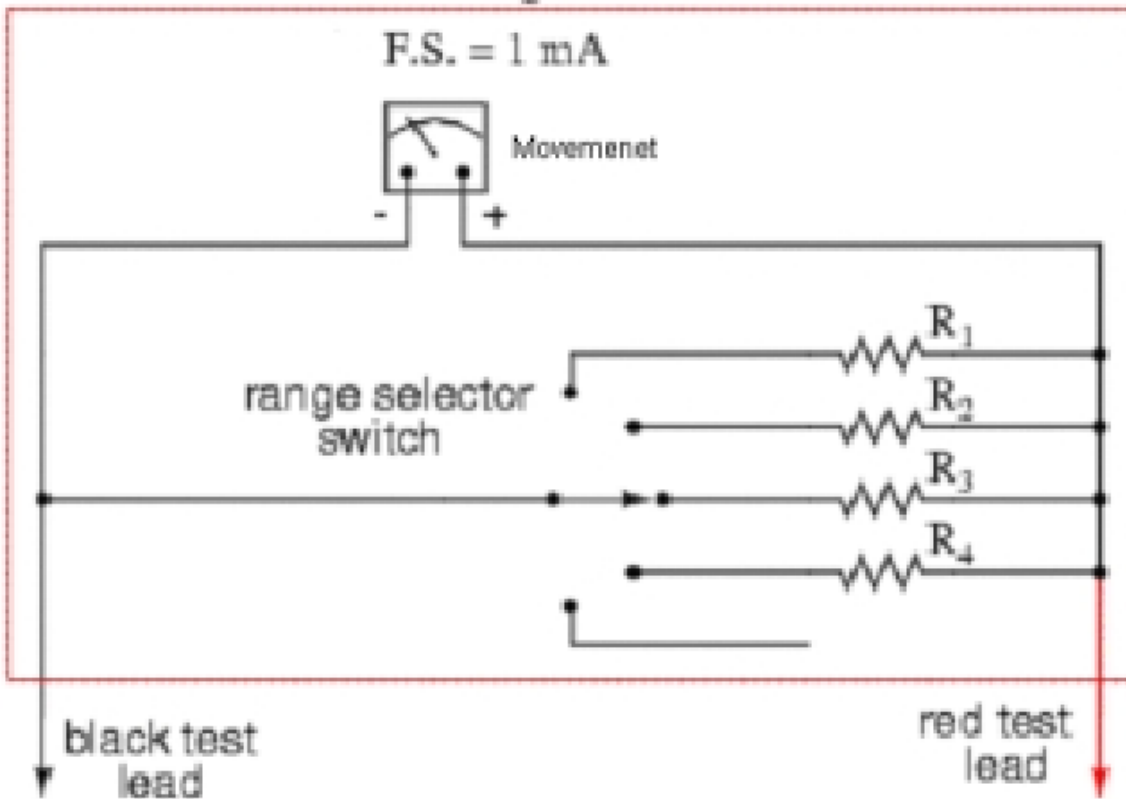 F.S. = 1 mA
Movemenet
- +
R1
range selector
switch
R2
R3
R4
black test
lead
red test
lead